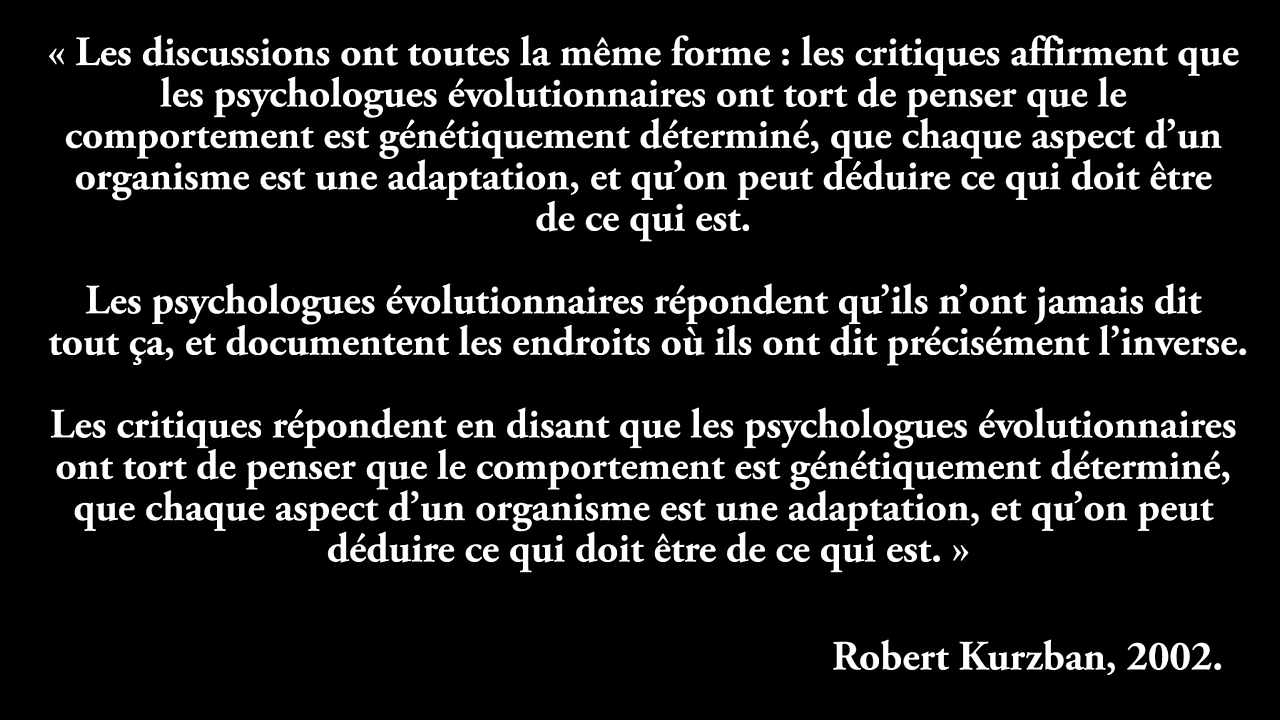 « Les discussions ont toutes la même forme : les critiques affirment que
les psychologues évolutionnaires ont tort de penser que le
comportement est génétiquement déterminé, que chaque aspect d’un
organisme est une adaptation, et qu’on peut déduire ce qui doit être
de ce qui est.
Les psychologues évolutionnaires répondent qu’ils n’ont jamais dit
tout ça, et documentent les endroits où ils ont dit précisément l’inverse.
Les critiques répondent en disant que les psychologues évolutionnaires
ont tort de penser que le comportement est génétiquement déterminé,
que chaque aspect d’un organisme est une adaptation, et qu’on peut
déduire ce qui doit être de ce qui est. »
Robert Kurzban, 2002.